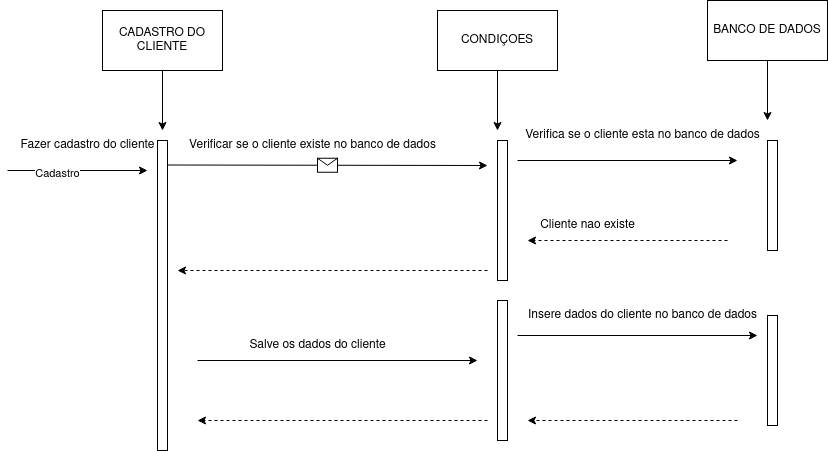 CADASTRO DO
CLIENTE
CONDIÇOES
BANCO DE DADOS
Fazer cadastro do cliente
Verificar se o cliente existe no banco de dados
Verifica se o cliente esta no banco de dados
Cadastro
Cliente nao existe
Insere dados do cliente no banco de dados
Salve os dados do cliente